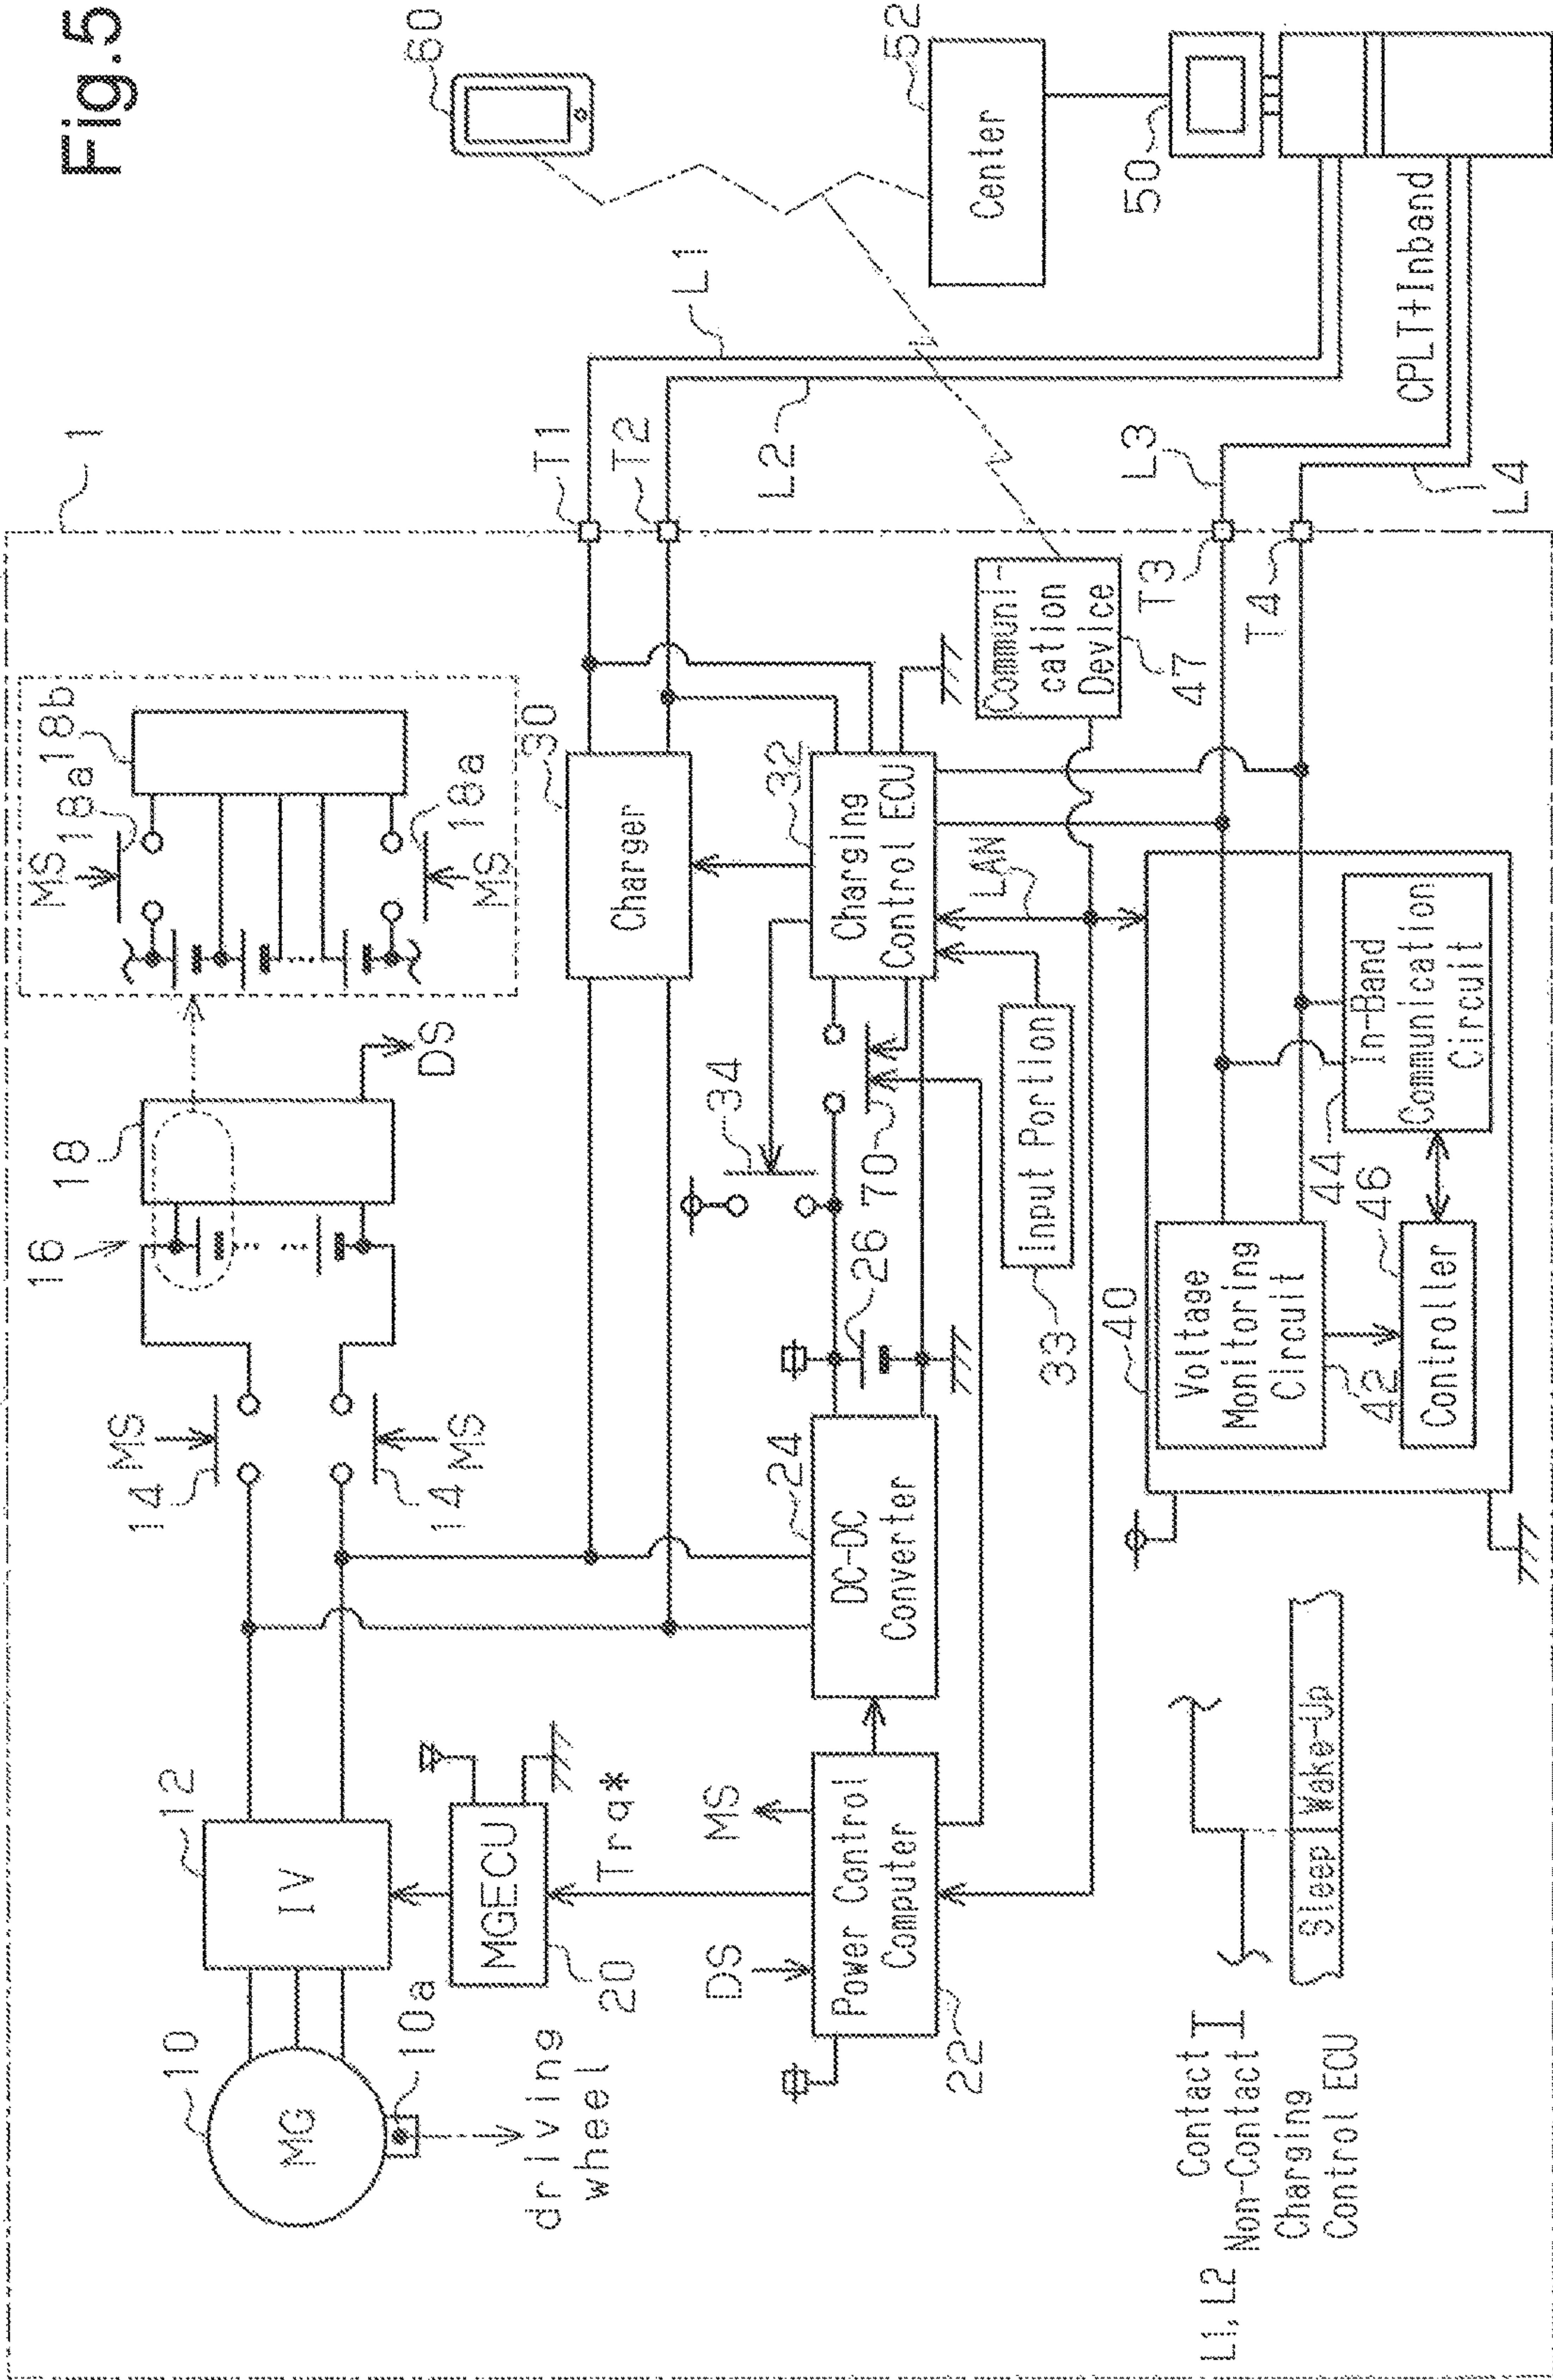 Fig.5
10
MG
10a
driving
wheel
12
IV
MGECU
20
Trq*
MS
14
14
MS
16
18
DS
MS
18a
18b
18a
MS
1
60
Center
52
50
30
Charger
T1
T2
L1
L2
DS
MS
Power Control
Computer
22
DC-DC
Converter
24
26
34
70
Charging
Control ECU
32
LAN
Input Portion
33
Communi-
cation
Device
47
T3
T4
L3
L4
CPLT+Inband
40
Voltage
Monitoring
Circuit
42
Controller
46
44
In-Band
Communication
Circuit
L1, L2
Contact
Non-Contact
Charging
Control ECU
Sleep
Wake-Up